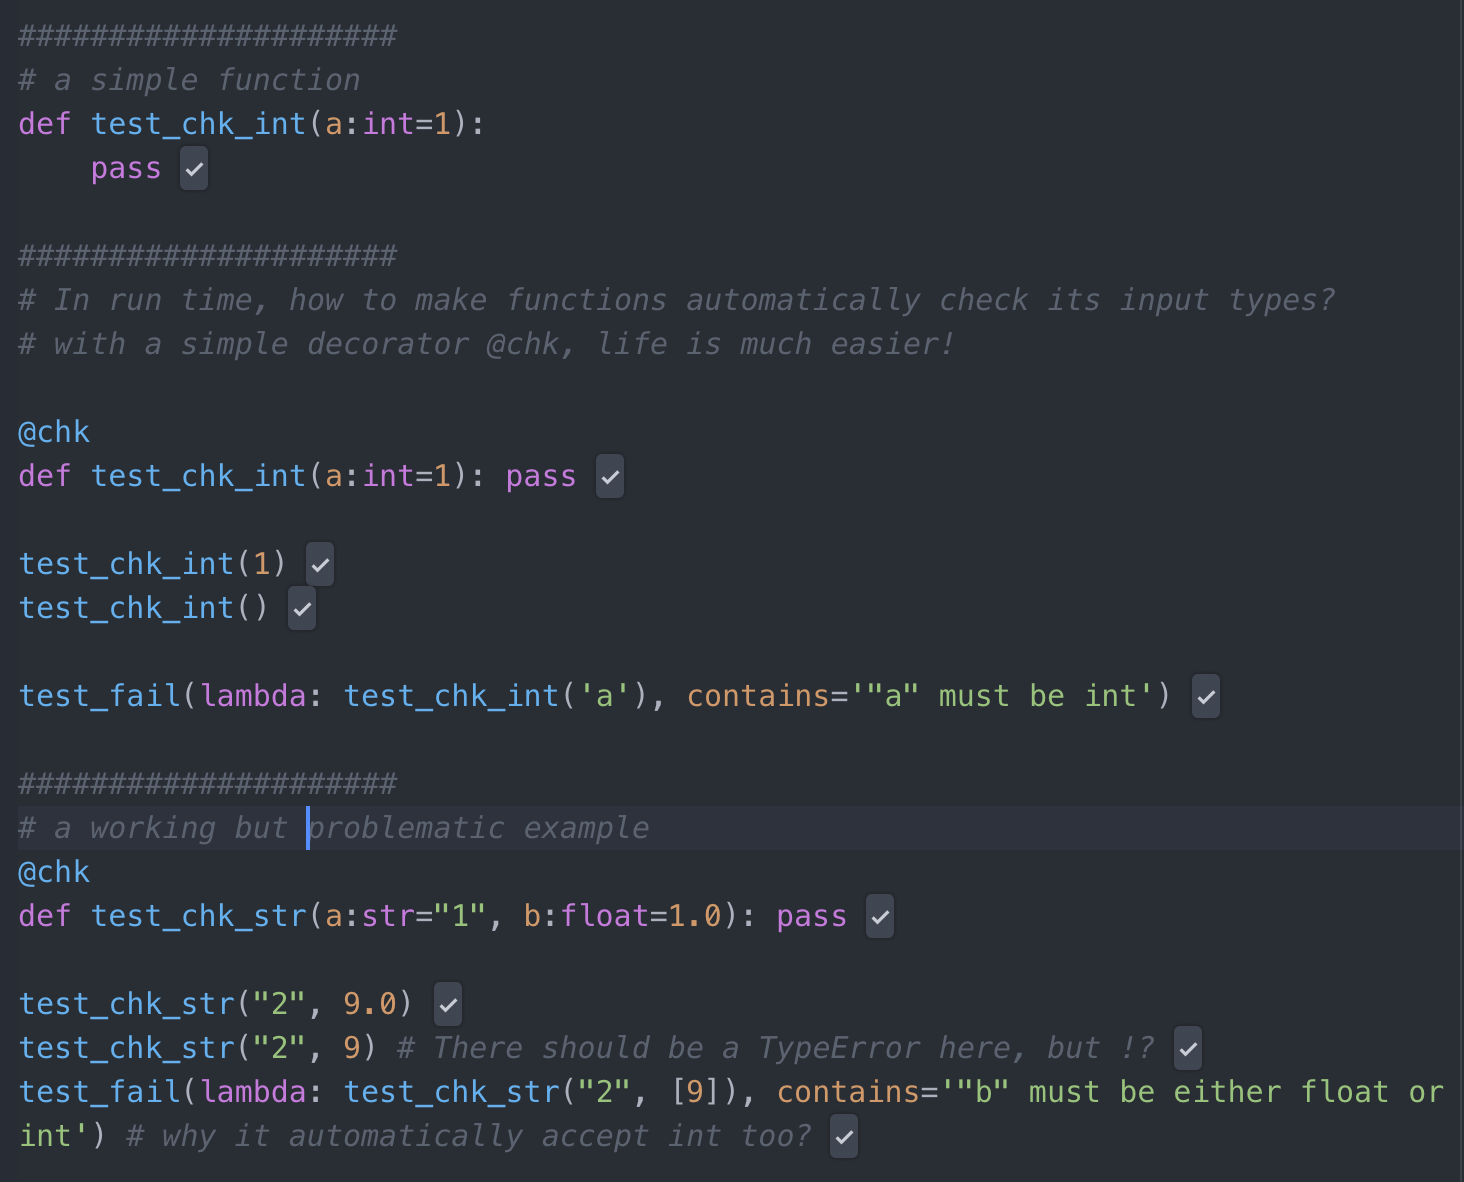 #####################
# a simple function
def test_chk_int(a:int=1):
    pass ✓
#####################
# In run time, how to make functions automatically check its input types?
# with a simple decorator @chk, life is much easier!
@chk
def test_chk_int(a:int=1): pass ✓
test_chk_int(1) ✓
test_chk_int() ✓
test_fail(lambda: test_chk_int('a'), contains='"a" must be int') ✓
#####################
# a working but problematic example
@chk
def test_chk_str(a:str="1", b:float=1.0): pass ✓
test_chk_str("2", 9.0) ✓
test_chk_str("2", 9) # There should be a TypeError here, but !? ✓
test_fail(lambda: test_chk_str("2", [9]), contains='"b" must be either float or
int') # why it automatically accept int too? ✓